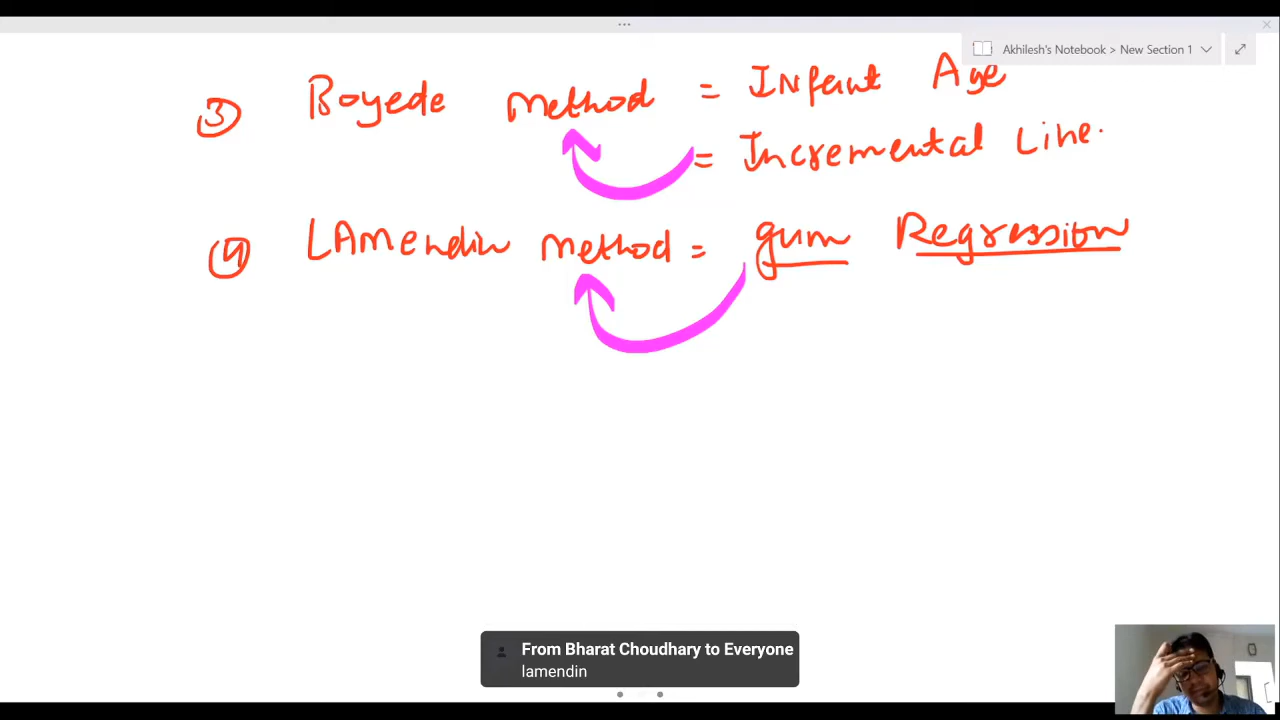 Akhilesh's Notebook > New Section 1
③ Boyede Method = Infant Age
= Incremental Line.
④ LAMendin Method = gum Regression
From Bharat Choudhary to Everyone
lamendin